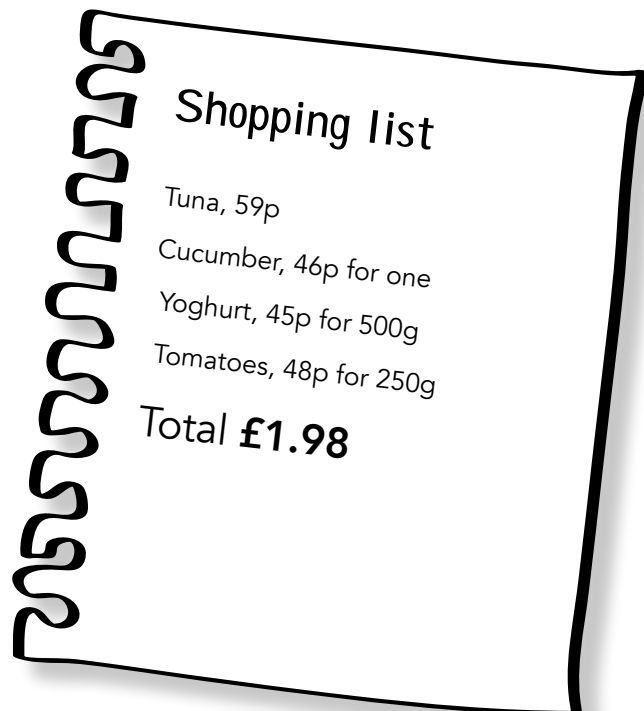 Shopping list
Tuna, 59p
Cucumber, 46p for one
Yoghurt, 45p for 500g
Tomatoes, 48p for 250g
Total £1.98